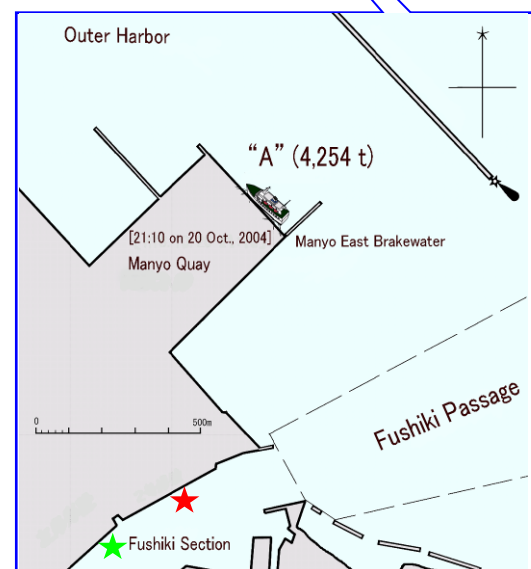 Outer Harbor
"A" (4,254 t)
[21:10 on 20 Oct., 2004]
Manyo East Brakewater
Manyo Quay
Fushiki Passage
0 500m
Fushiki Section